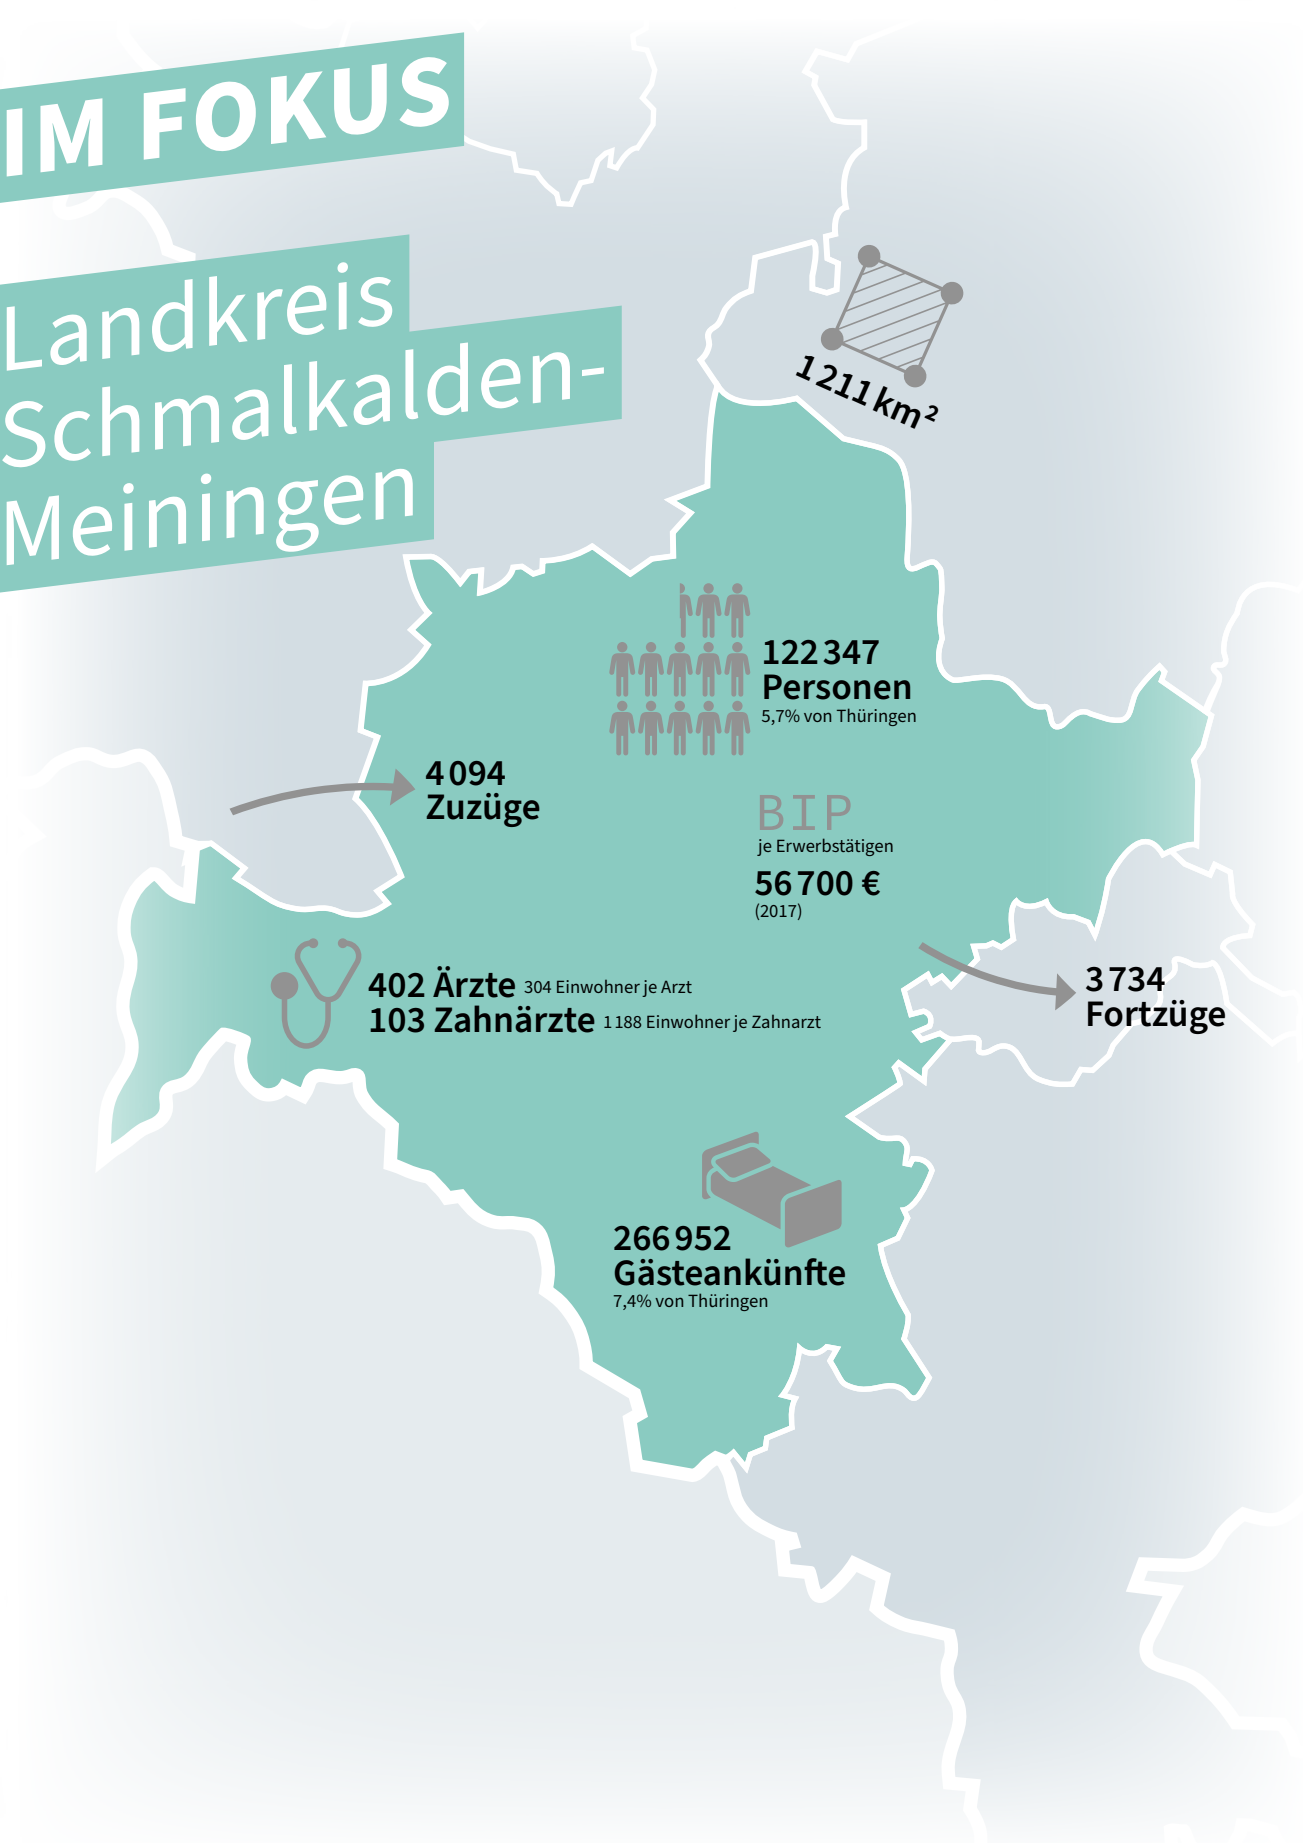 IM FOKUS
Landkreis
Schmalkalden-
Meiningen
1 211 km²
122 347
Personen
5,7% von Thüringen
4 094
Zuzüge
BIP
je Erwerbstätigen
56 700 €
(2017)
402 Ärzte 304 Einwohner je Arzt
103 Zahnärzte 1 188 Einwohner je Zahnarzt
3 734
Fortzüge
266 952
Gästeankünfte
7,4% von Thüringen